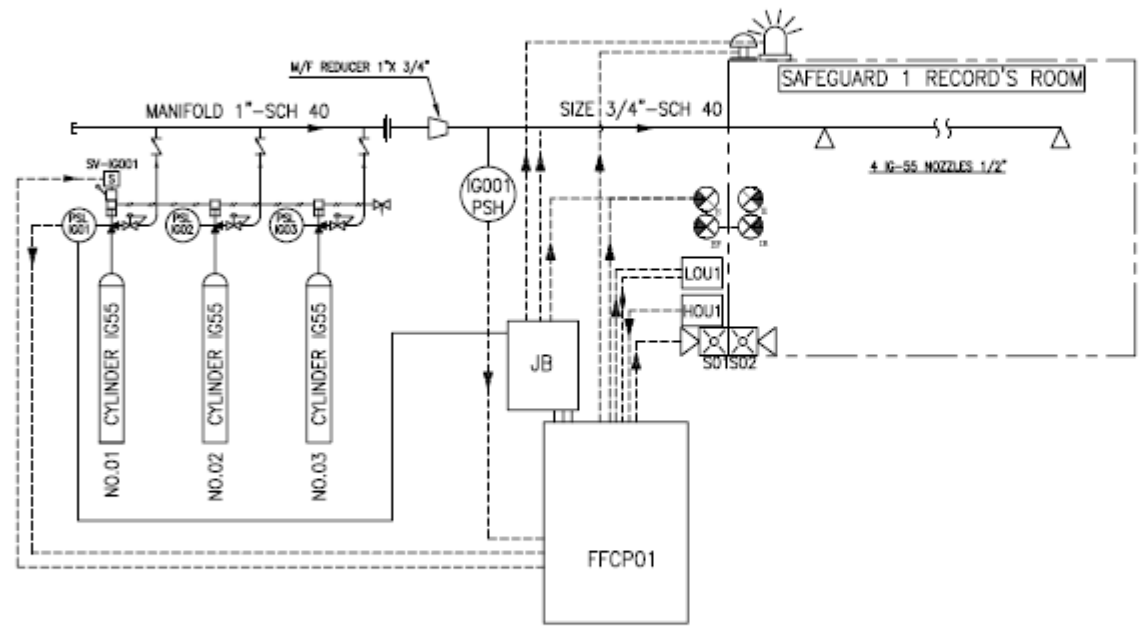 M/F REDUCER 1"X 3/4"
SAFEGUARD 1 RECORD'S ROOM
MANIFOLD 1"-SCH 40
SIZE 3/4"-SCH 40
SV-IG001
S
4 IG-55 NOZZLES 1/2"
IG001
PSH
PSL
IG01
PSL
IG02
PSL
IG03
LOU1
HOU1
S01S02
CYLINDER IG55
CYLINDER IG55
CYLINDER IG55
NO.01
NO.02
NO.03
JB
FFCP01